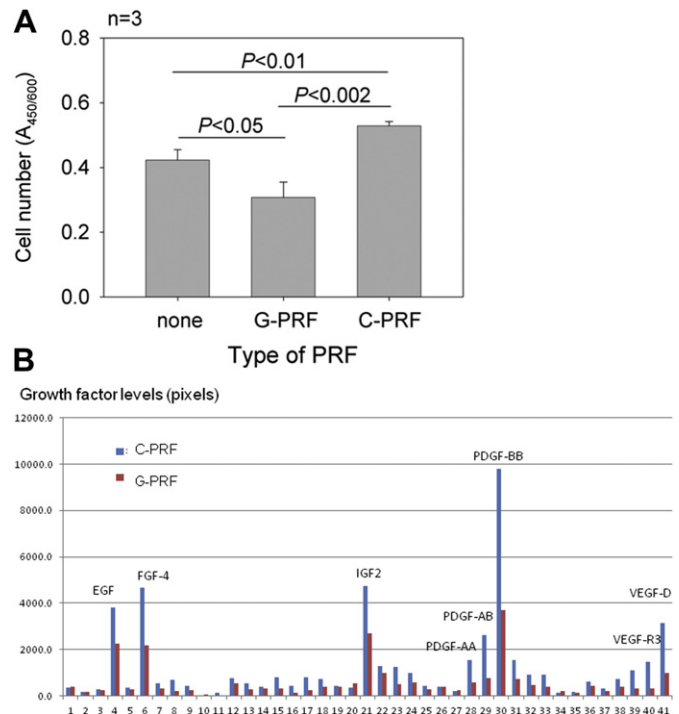 A
n=3
0.8
0.6
0.4
0.2
0.0
Cell number (A450/600)
P<0.01
P<0.002
P<0.05
none G-PRF C-PRF
Type of PRF
B
Growth factor levels (pixels)
12000.0
10000.0
8000.0
6000.0
4000.0
2000.0
0.0
: C-PRF
G-PRF
EGF
FGF-4
IGF2
PDGF-AA
PDGF-AB
PDGF-BB
VEGF-R3
VEGF-D
1 2 3 4 5 6 7 8 9 10 11 12 13 14 15 16 17 18 19 20 21 22 23 24 25 26 27 28 29 30 31 32 33 34 35 36 37 38 39 40 41